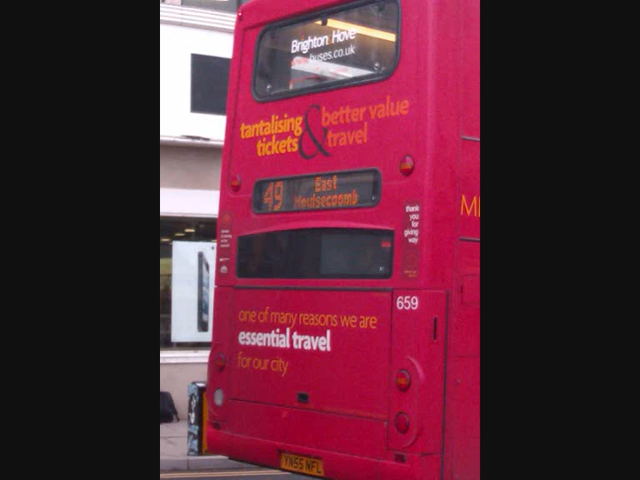 Brighton & Hove
buses.co.uk
tantalising
tickets
&
better value
travel
49
East
Moulsecoomb
thank
you
for
giving
way
659
one of many reasons we are
essential travel
for our city
YN55 NFL